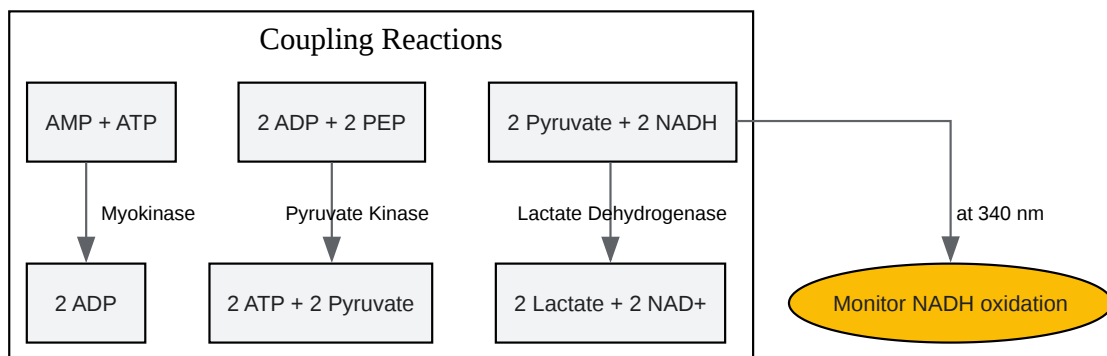 Coupling Reactions
AMP + ATP
2 ADP + 2 PEP
2 Pyruvate + 2 NADH
Myokinase
Pyruvate Kinase
Lactate Dehydrogenase
at 340 nm
2 ADP
2 ATP + 2 Pyruvate
2 Lactate + 2 NAD+
Monitor NADH oxidation